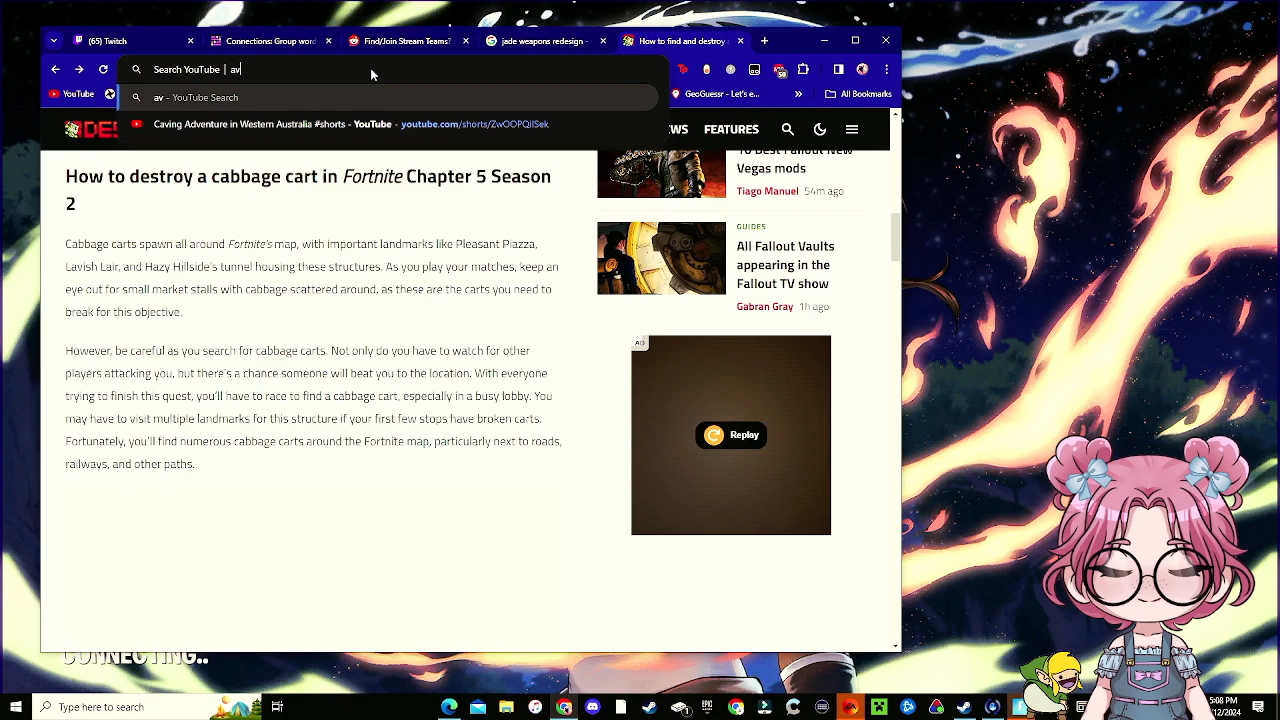 (65) Twitch
Connections: Group word
Find/Join Stream Teams?
jade weapons redesign -
How to find and destroy
Search YouTube | av
YouTube
GeoGuessr - Let's e...
All Bookmarks
av - YouTube Search
Caving Adventure in Western Australia #shorts - YouTube - youtube.com/shorts/ZwOOPQiISek
DES
WS
FEATURES
How to destroy a cabbage cart in Fortnite Chapter 5 Season
2
Cabbage carts spawn all around Fortnite's map, with important landmarks like Pleasant Piazza,
Lavish Lair, and Hazy Hillside's tunnel housing these structures. As you play your matches, keep an
eye out for small market stalls with cabbage scattered around, as these are the carts you need to
break for this objective.
However, be careful as you search for cabbage carts. Not only do you have to watch for other
players attacking you, but there's a chance someone will beat you to the location. With everyone
trying to finish this quest, you'll have to race to find a cabbage cart, especially in a busy lobby. You
may have to visit multiple landmarks for this structure if your first few stops have broken carts.
Fortunately, you'll find numerous cabbage carts around the Fortnite map, particularly next to roads,
railways, and other paths.
10 Best Fallout New
Vegas mods
Tiago Manuel 54m ago
GUIDES
All Fallout Vaults
appearing in the
Fallout TV show
Gabran Gray 1h ago
AD
Replay
CONNECTING..
Type here to search
5:08 PM
/12/2024